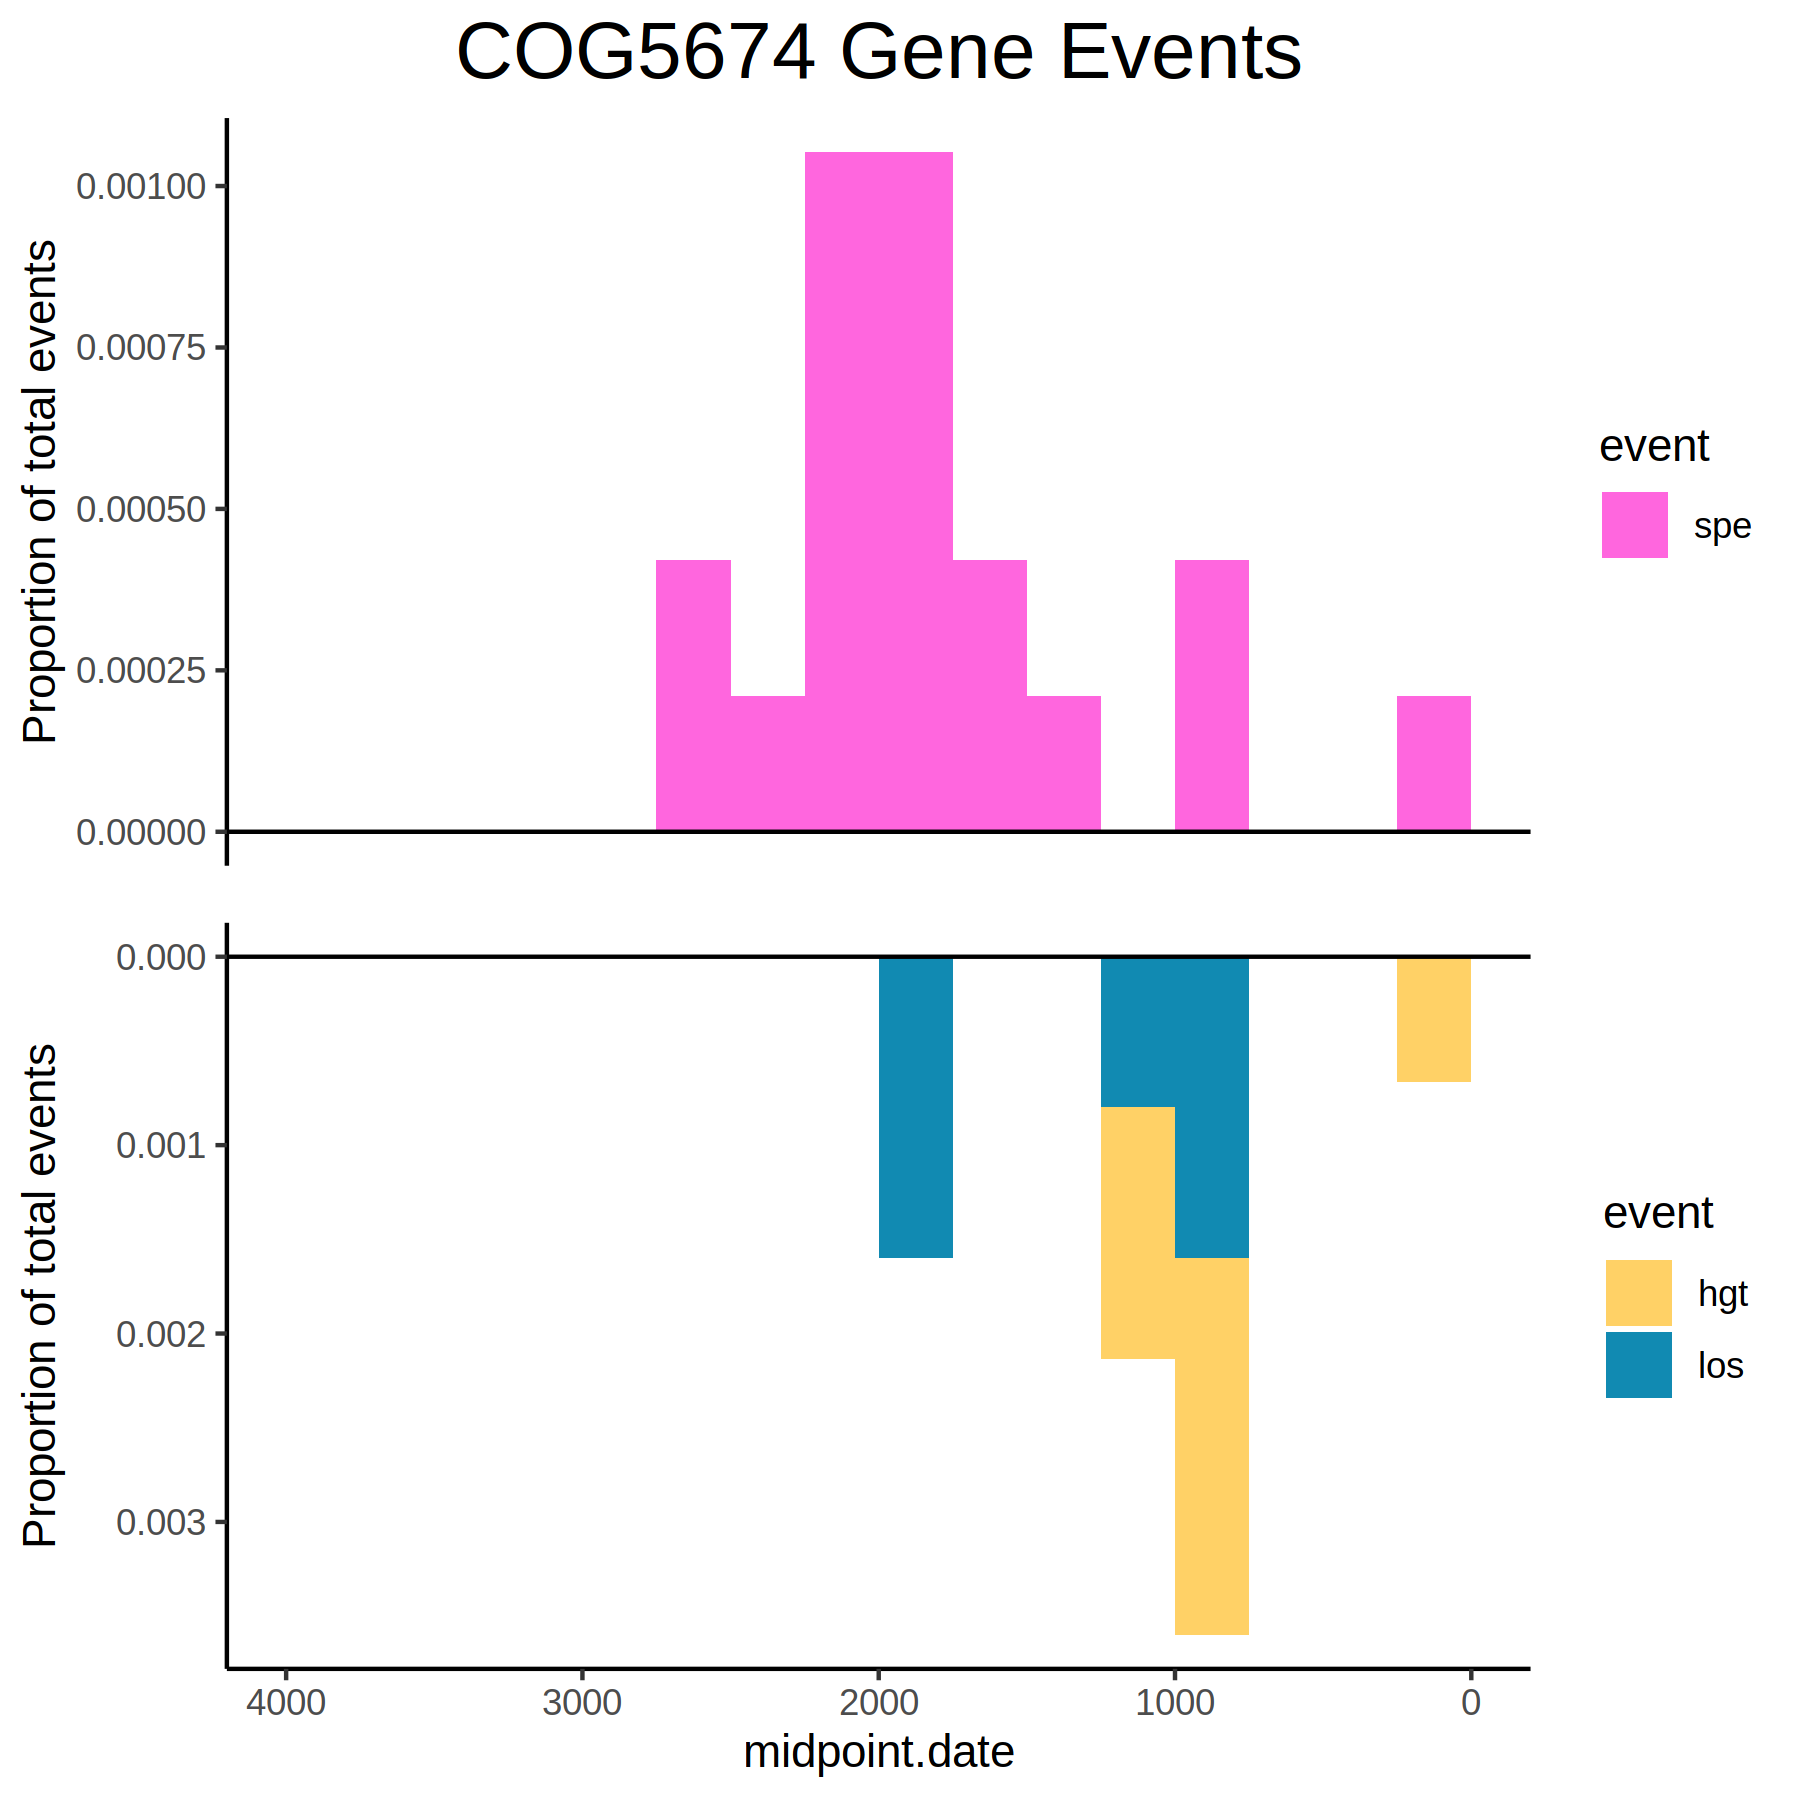 COG5674 Gene Events
Proportion of total events
0.00100
0.00075
0.00050
0.00025
0.00000
event
spe
Proportion of total events
0.000
0.001
0.002
0.003
event
hgt
los
4000 3000 2000 1000 0
midpoint.date